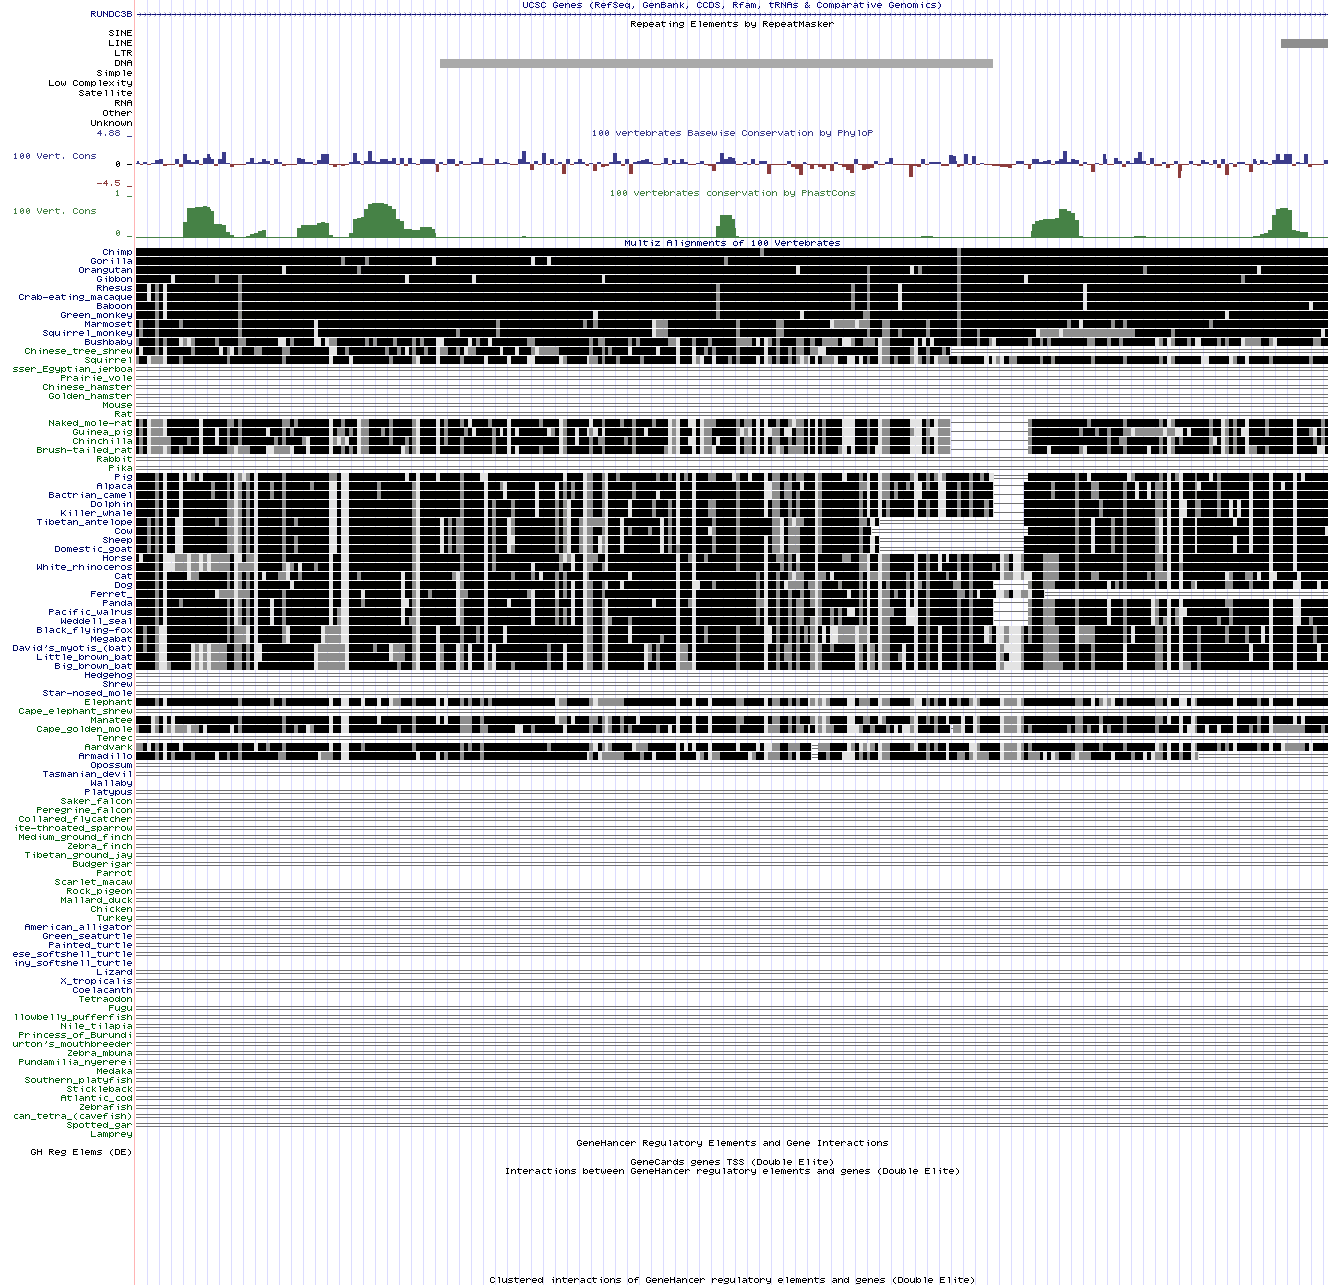 UCSC Genes (RefSeq, GenBank, CCDS, Rfam, tRNAs & Comparative Genomics)
RUNDC3B
Repeating Elements by RepeatMasker
SINE
LINE
LTR
DNA
Simple
Low Complexity
Satellite
RNA
Other
Unknown
4.88 _
100 vertebrates Basewise Conservation by PhyloP
100 Vert. Cons
0 _
-4.5 _
1 _
100 vertebrates conservation by PhastCons
100 Vert. Cons
0 _
Multiz Alignments of 100 Vertebrates
Chimp
Gorilla
Orangutan
Gibbon
Rhesus
Crab-eating_macaque
Baboon
Green_monkey
Marmoset
Squirrel_monkey
Bushbaby
Chinese_tree_shrew
Squirrel
sser_Egyptian_jerboa
Prairie_vole
Chinese_hamster
Golden_hamster
Mouse
Rat
Naked_mole-rat
Guinea_pig
Chinchilla
Brush-tailed_rat
Rabbit
Pika
Pig
Alpaca
Bactrian_camel
Dolphin
Killer_whale
Tibetan_antelope
Cow
Sheep
Domestic_goat
Horse
White_rhinoceros
Cat
Dog
Ferret_
Panda
Pacific_walrus
Weddell_seal
Black_flying-fox
Megabat
David's_myotis_(bat)
Little_brown_bat
Big_brown_bat
Hedgehog
Shrew
Star-nosed_mole
Elephant
Cape_elephant_shrew
Manatee
Cape_golden_mole
Tenrec
Aardvark
Armadillo
Opossum
Tasmanian_devil
Wallaby
Platypus
Saker_falcon
Peregrine_falcon
Collared_flycatcher
ite-throated_sparrow
Medium_ground_finch
Zebra_finch
Tibetan_ground_jay
Budgerigar
Parrot
Scarlet_macaw
Rock_pigeon
Mallard_duck
Chicken
Turkey
American_alligator
Green_seaturtle
Painted_turtle
ese_softshell_turtle
iny_softshell_turtle
Lizard
X_tropicalis
Coelacanth
Tetraodon
Fugu
llowbelly_pufferfish
Nile_tilapia
Princess_of_Burundi
urton's_mouthbreeder
Zebra_mbuna
Pundamilia_nyererei
Medaka
Southern_platyfish
Stickleback
Atlantic_cod
Zebrafish
can_tetra_(cavefish)
Spotted_gar
Lamprey
GeneHancer Regulatory Elements and Gene Interactions
GH Reg Elems (DE)
GeneCards genes TSS (Double Elite)
Interactions between GeneHancer regulatory elements and genes (Double Elite)
Clustered interactions of GeneHancer regulatory elements and genes (Double Elite)